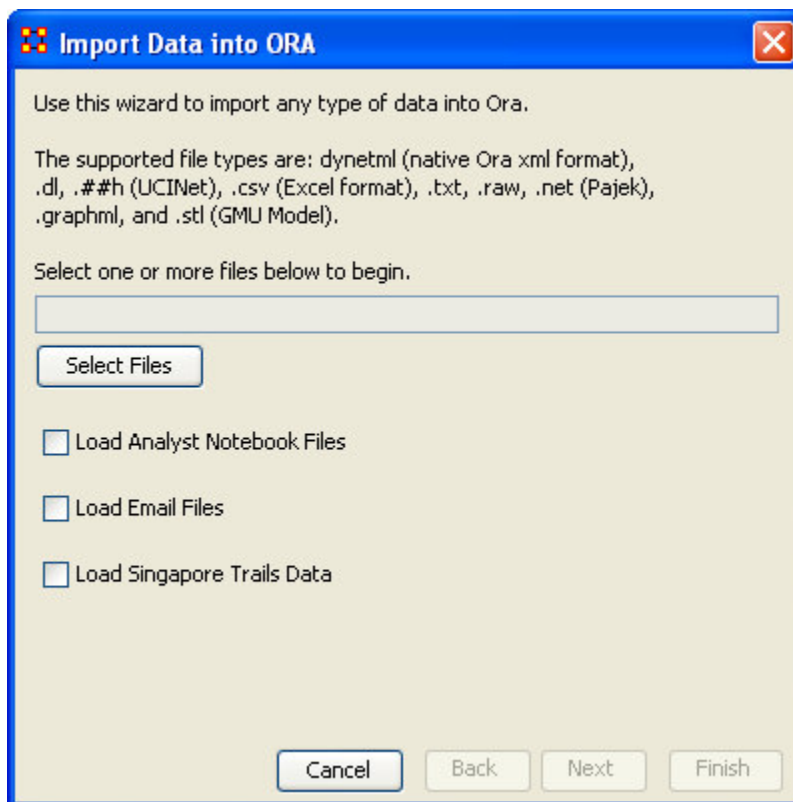 Import Data into ORA
Use this wizard to import any type of data into Ora.
The supported file types are: dynetml (native Ora xml format),
.dl, .##h (UCINet), .csv (Excel format), .txt, .raw, .net (Pajek),
.graphml, and .stl (GMU Model).
Select one or more files below to begin.
Select Files
Load Analyst Notebook Files
Load Email Files
Load Singapore Trails Data
Cancel Back Next Finish